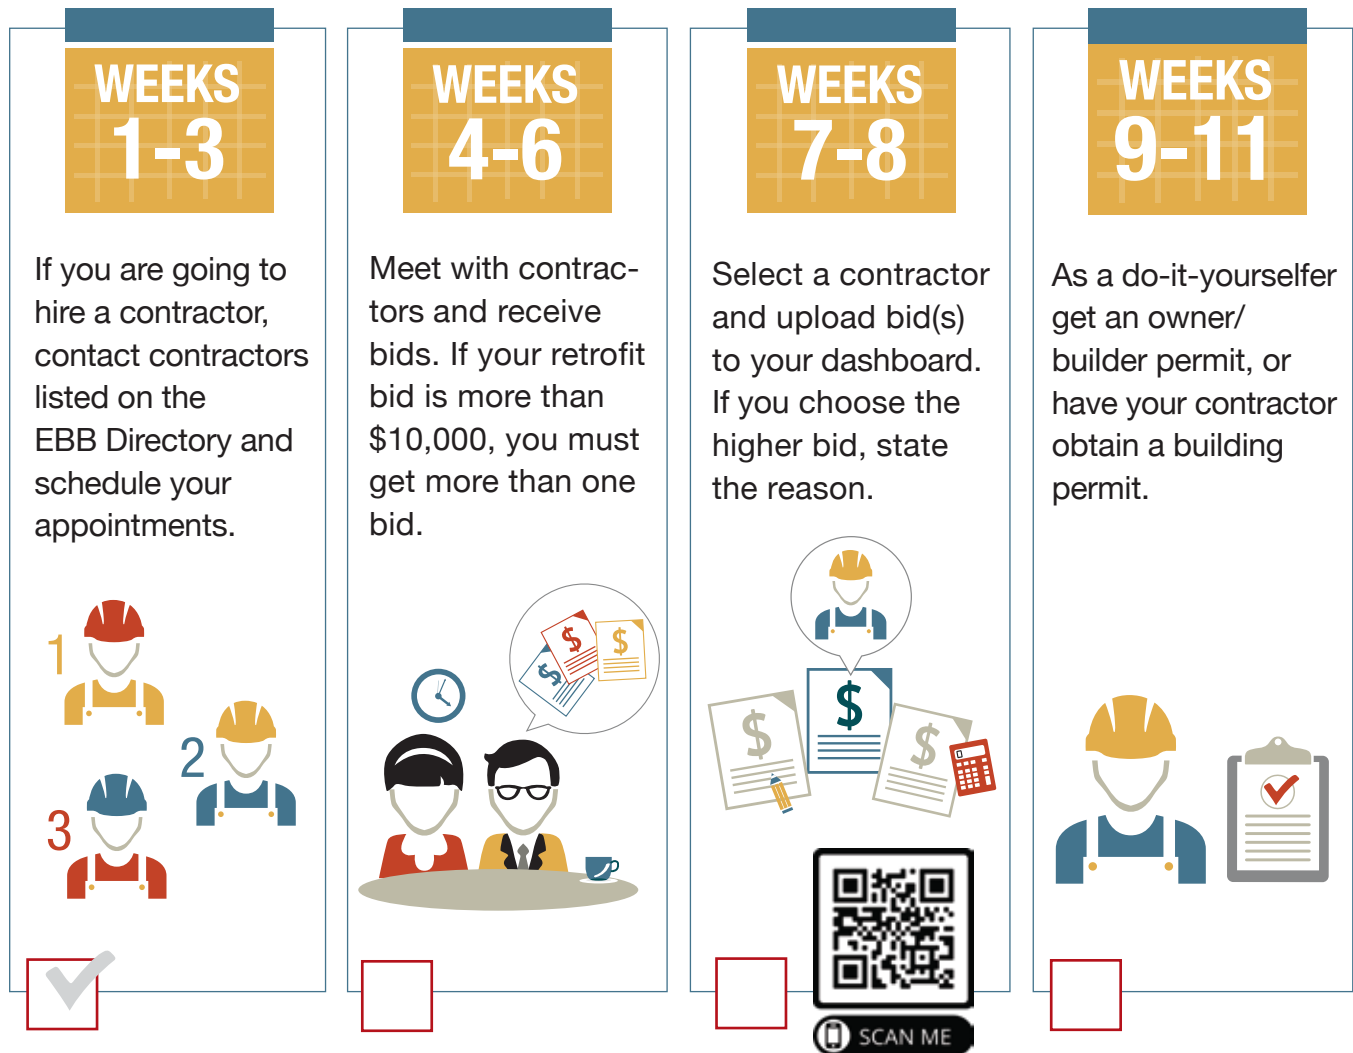 WEEKS
1-3
If you are going to
hire a contractor,
contact contractors
listed on the
EBB Directory and
schedule your
appointments.
1
2
3
WEEKS
4-6
Meet with contrac-
tors and receive
bids. If your retrofit
bid is more than
$10,000, you must
get more than one
bid.
$
$
$
WEEKS
7-8
Select a contractor
and upload bid(s)
to your dashboard.
If you choose the
higher bid, state
the reason.
$
$
$
0
SCAN ME
WEEKS
9-11
As a do-it-yourselfer
get an owner/
builder permit, or
have your contractor
obtain a building
permit.